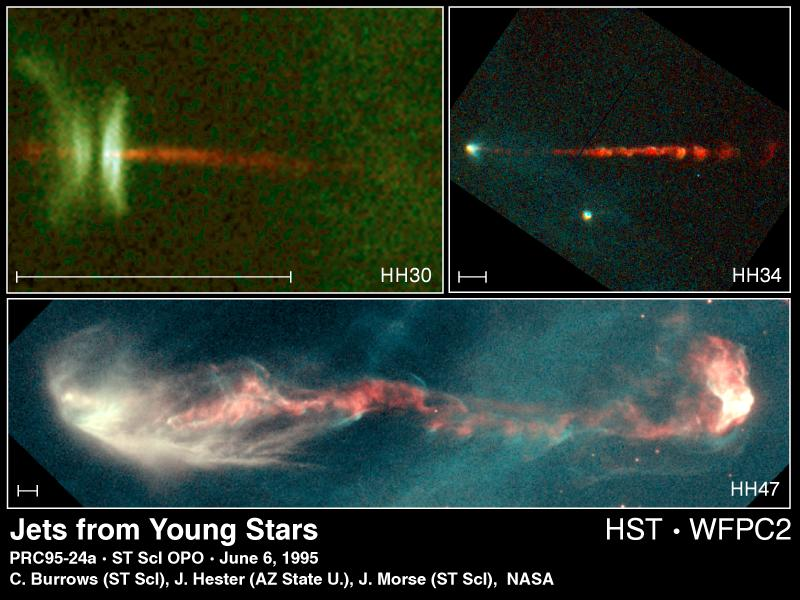 HH30
HH34
HH47
Jets from Young Stars
HST · WFPC2
PRC95-24a · ST ScI OPO · June 6, 1995
C. Burrows (ST ScI), J. Hester (AZ State U.), J. Morse (ST ScI), NASA